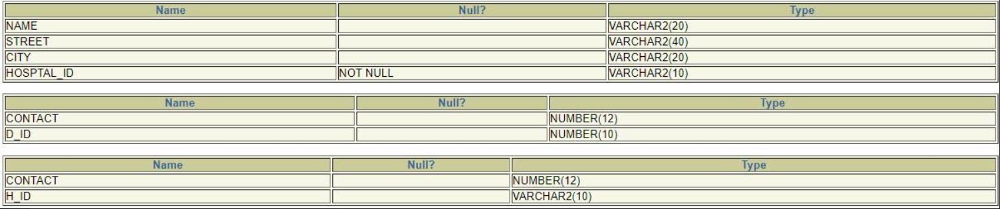 Name Null? Type
NAME VARCHAR2(20)
STREET VARCHAR2(40)
CITY VARCHAR2(20)
HOSPTAL_ID NOT NULL VARCHAR2(10)
Name Null? Type
CONTACT NUMBER(12)
D_ID NUMBER(10)
Name Null? Type
CONTACT NUMBER(12)
H_ID VARCHAR2(10)